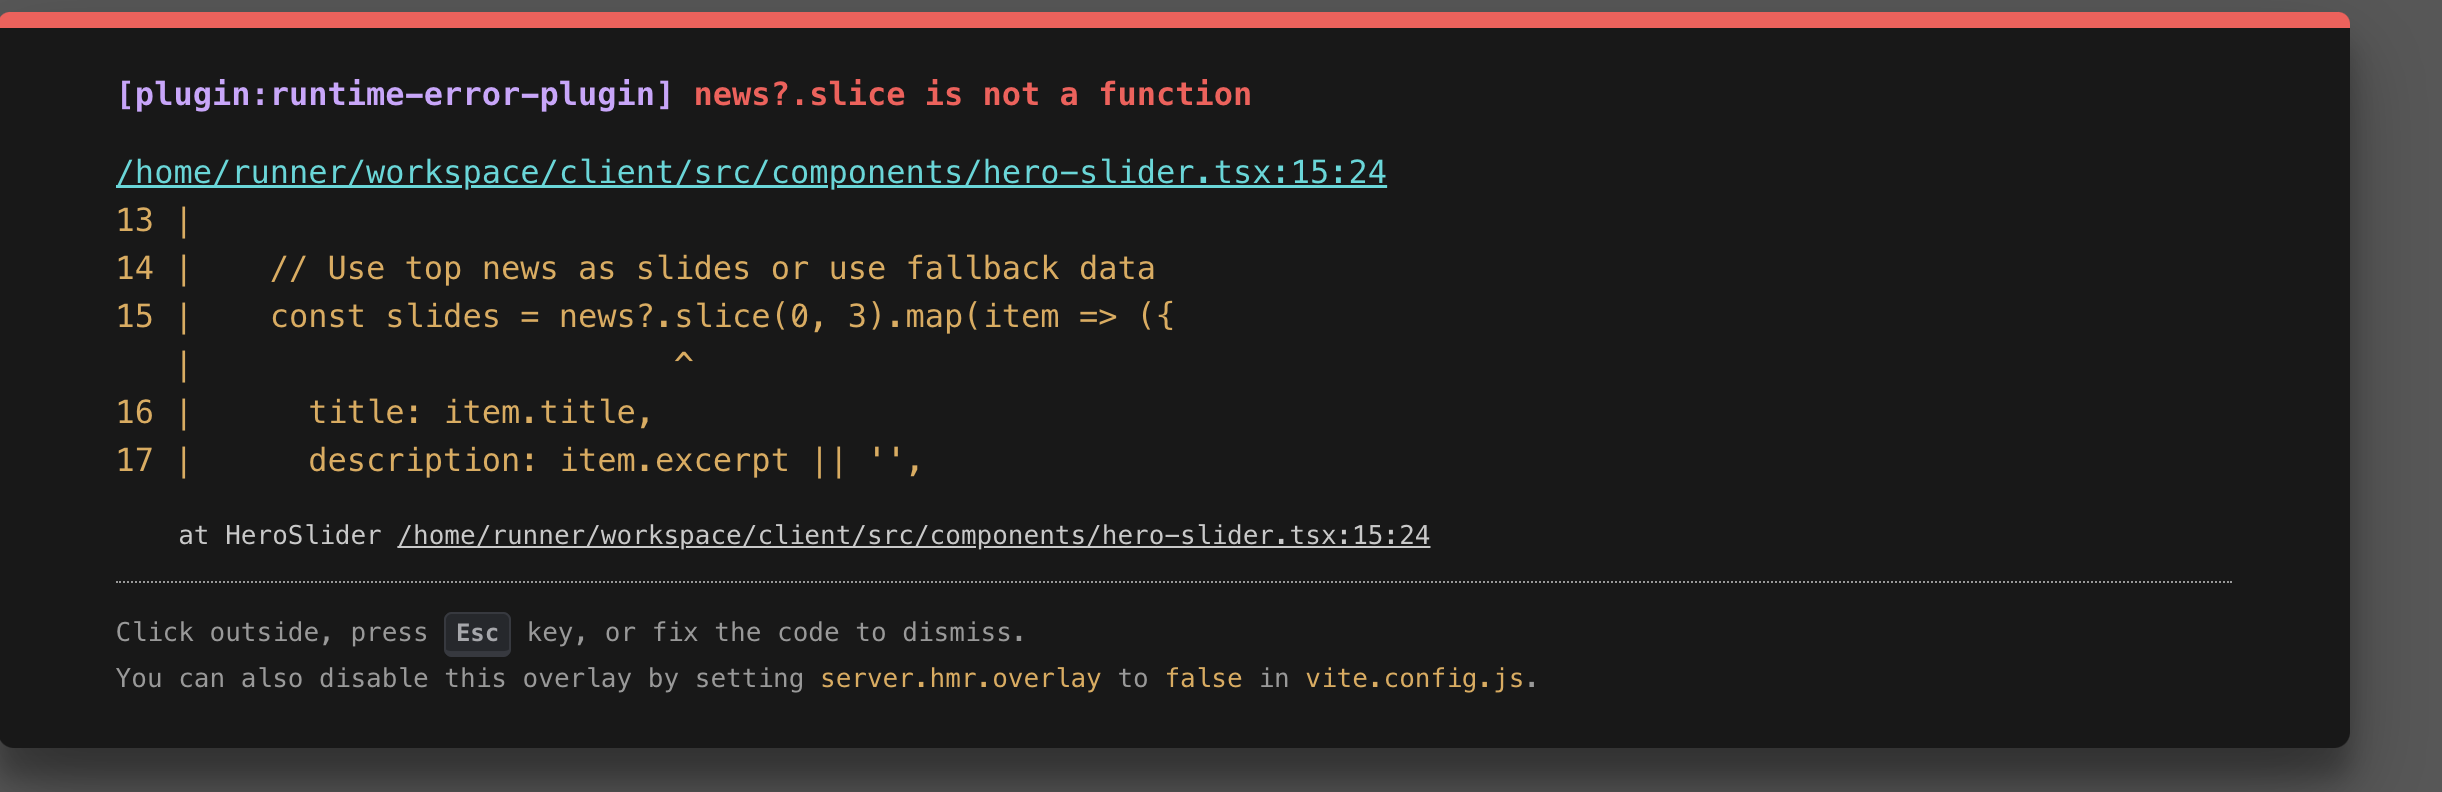 [plugin:runtime-error-plugin] news?.slice is not a function
/home/runner/workspace/client/src/components/hero-slider.tsx:15:24
13 |
14 |    // Use top news as slides or use fallback data
15 |    const slides = news?.slice(0, 3).map(item => ({
   |                         ^
16 |      title: item.title,
17 |      description: item.excerpt || '',
    at HeroSlider /home/runner/workspace/client/src/components/hero-slider.tsx:15:24
Click outside, press Esc key, or fix the code to dismiss.
You can also disable this overlay by setting server.hmr.overlay to false in vite.config.js.